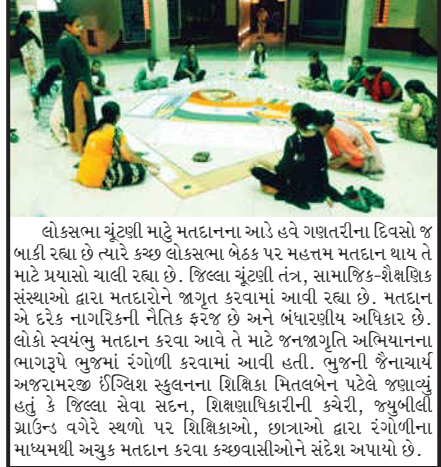 લોકસભા ચૂંટણી માટે મતદાનના આડે હવે ગણતરીના દિવસો જ
બાકી રહ્યા છે ત્યારે કચ્છ લોકસભા બેઠક પર મહત્તમ મતદાન થાય તે
માટે પ્રયાસો ચાલી રહ્યા છે. જિલ્લા ચૂંટણી તંત્ર, સામાજિક-શૈક્ષણિક
સંસ્થાઓ દ્વારા મતદારોને જાગૃત કરવામાં આવી રહ્યા છે. મતદાન
એ દરેક નાગરિકની નૈતિક ફરજ છે અને બંધારણીય અધિકાર છે.
લોકો સ્વયંભુ મતદાન કરવા આવે તે માટે જનજાગૃતિ અભિયાનના
ભાગરૂપે ભુજમાં રંગોળી કરવામાં આવી હતી. ભુજની જૈનાચાર્ય
અજરામરજી ઈંગ્લિશ સ્કુલનના શિક્ષિકા મિતલબેન પટેલે જણાવ્યું
હતું કે જિલ્લા સેવા સદન, શિક્ષણાધિકારીની કચેરી, જયુબીલી
ગ્રાઉન્ડ વગેરે સ્થળો પર શિક્ષિકાઓ, છાત્રાઓ દ્વારા રંગોળીના
માધ્યમથી અચુક મતદાન કરવા કચ્છવાસીઓને સંદેશ અપાયો છે.